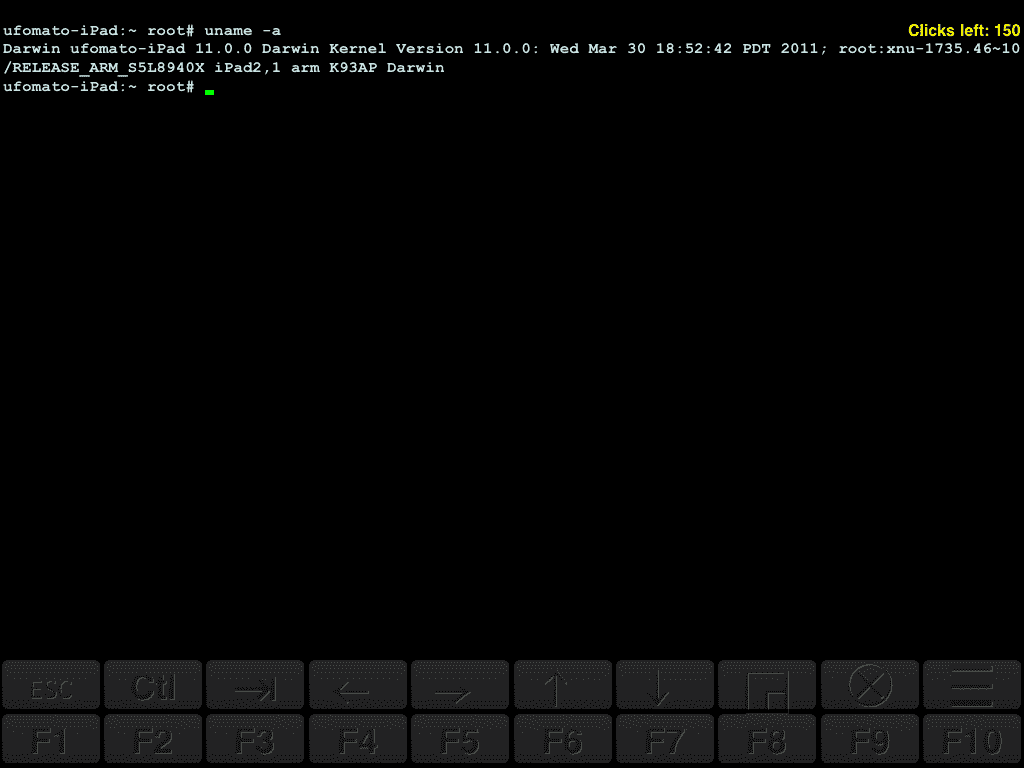 ufomato-iPad:~ root# uname -a
Clicks left: 150
Darwin ufomato-iPad 11.0.0 Darwin Kernel Version 11.0.0: Wed Mar 30 18:52:42 PDT 2011; root:xnu-1735.46~10
/RELEASE_ARM_S5L8940X iPad2,1 arm K93AP Darwin
ufomato-iPad:~ root#
ESC Ctl
F1 F2 F3 F4 F5 F6 F7 F8 F9 F10